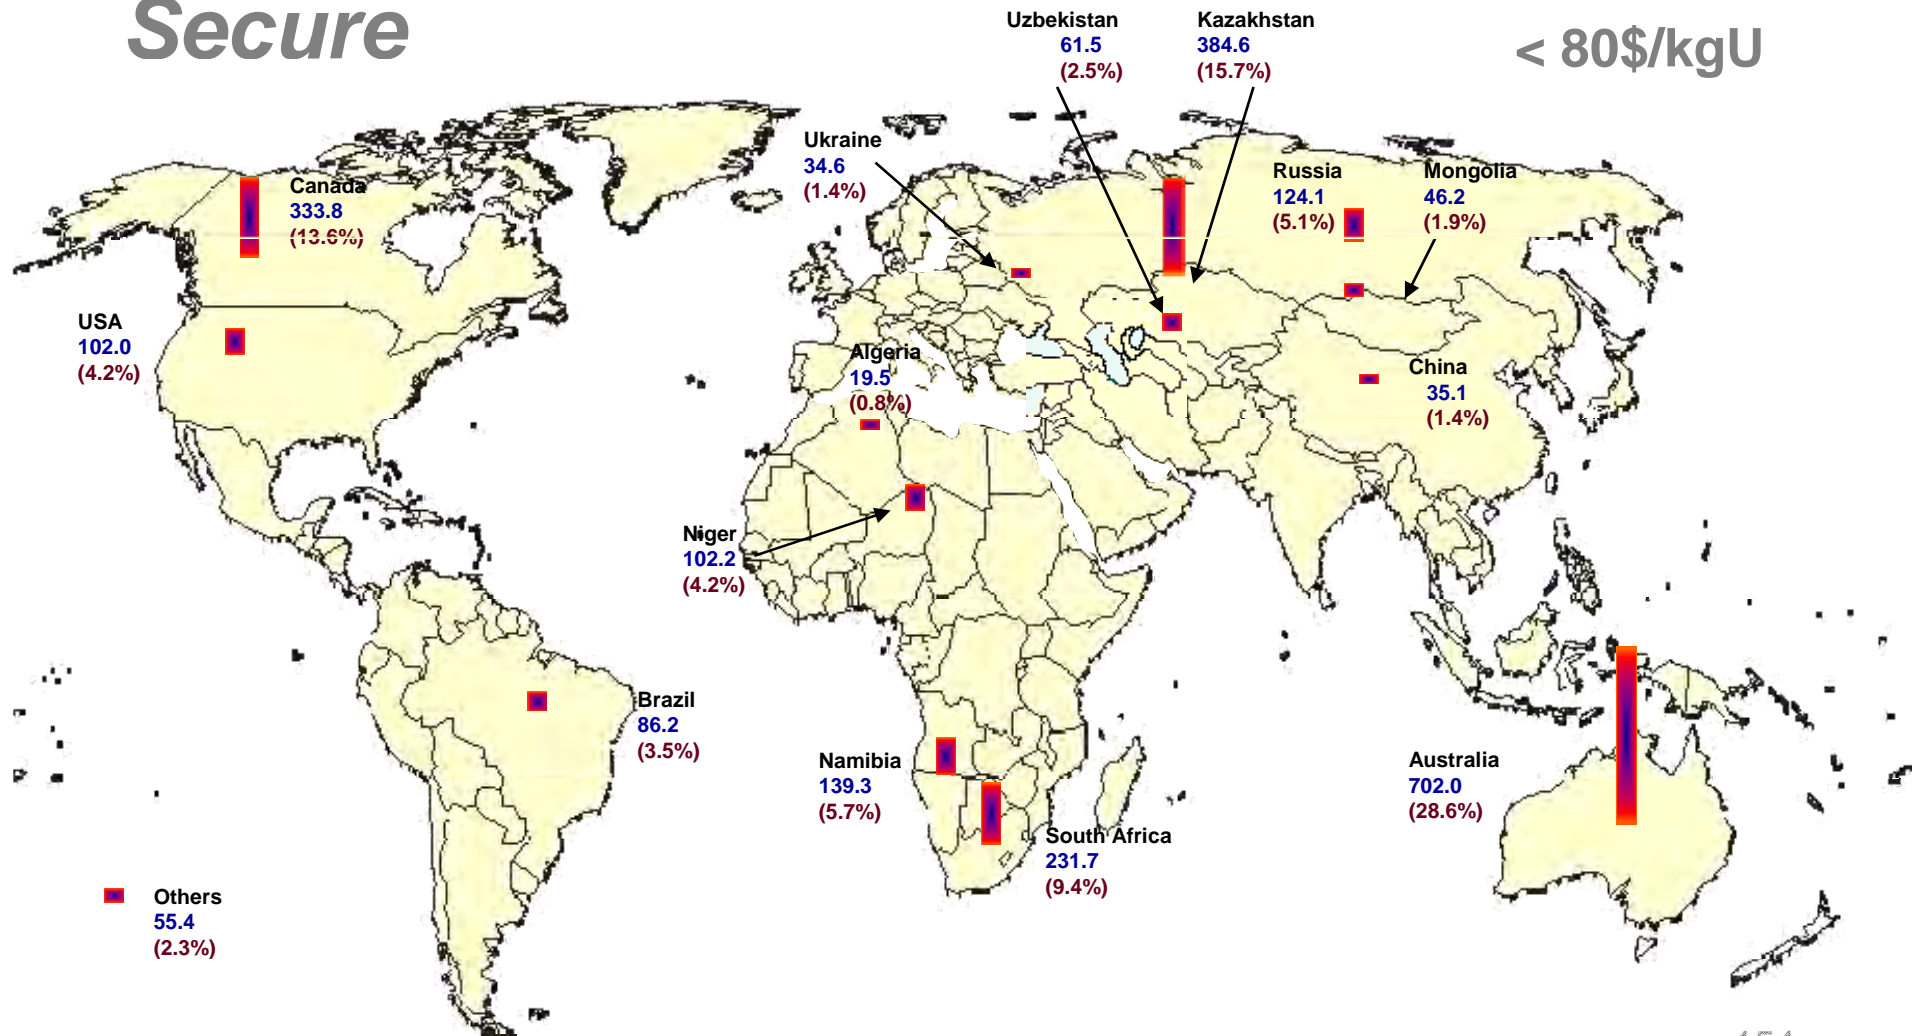 Secure
< 80$/kgU
Uzbekistan
61.5
(2.5%)
Kazakhstan
384.6
(15.7%)
Ukraine
34.6
(1.4%)
Russia
124.1
(5.1%)
Mongolia
46.2
(1.9%)
Canada
333.8
(13.6%)
USA
102.0
(4.2%)
Algeria
19.5
(0.8%)
China
35.1
(1.4%)
Niger
102.2
(4.2%)
Brazil
86.2
(3.5%)
Namibia
139.3
(5.7%)
South Africa
231.7
(9.4%)
Australia
702.0
(28.6%)
Others
55.4
(2.3%)